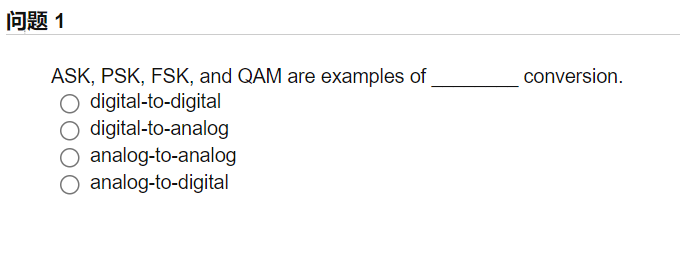 问题 1
ASK, PSK, FSK, and QAM are examples of ________ conversion.
digital-to-digital
digital-to-analog
analog-to-analog
analog-to-digital